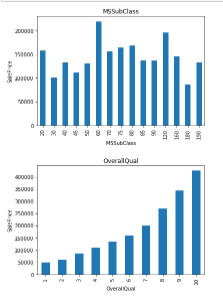 MSSubClass
200000
150000
100000
50000
0
SalePrice
20 30 40 45 50 60 70 75 80 85 90 120 160 180 190
MSSubClass
OverallQual
400000
350000
300000
250000
200000
150000
100000
50000
0
SalePrice
1 2 3 4 5 6 7 8 9 10
OverallQual